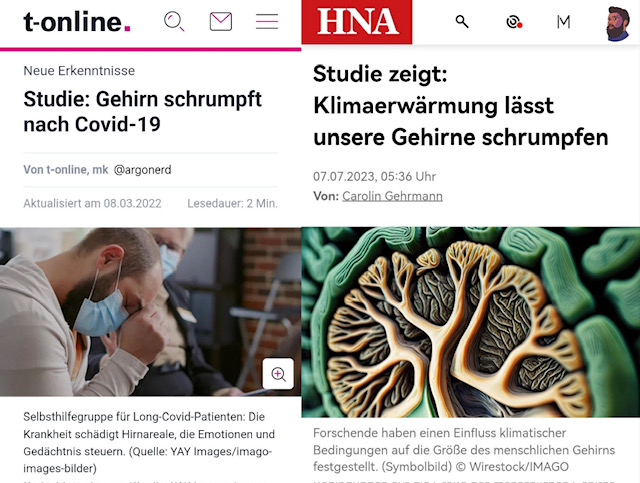 t-online.
Neue Erkenntnisse
Studie: Gehirn schrumpft
nach Covid-19
Von t-online, mk @argonerd
Aktualisiert am 08.03.2022 Lesedauer: 2 Min.
Selbsthilfegruppe für Long-Covid-Patienten: Die
Krankheit schädigt Hirnareale, die Emotionen und
Gedächtnis steuern. (Quelle: YAY Images/imago-
images-bilder)
HNA
M
Studie zeigt:
Klimaerwärmung lässt
unsere Gehirne schrumpfen
07.07.2023, 05:36 Uhr
Von: Carolin Gehrmann
Forschende haben einen Einfluss klimatischer
Bedingungen auf die Größe des menschlichen Gehirns
festgestellt. (Symbolbild) © Wirestock/IMAGO